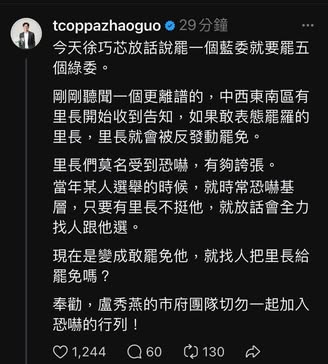 tcoppazhaoguo 29分鐘
今天徐巧芯放話說罷一個藍委就要罷五
個綠委。
剛剛聽聞一個更離譜的，中西東南區有
里長開始收到告知，如果敢表態罷羅的
里長，里長就會被反發動罷免。
里長們莫名受到恐嚇，有夠誇張。
當年某人選舉的時候，就時常恐嚇基
層，只要有里長不挺他，就放話會全力
找人跟他選。
現在是變成敢罷免他，就找人把里長給
罷免嗎？
奉勸，盧秀燕的市府團隊切勿一起加入
恐嚇的行列！
1,244 60 130